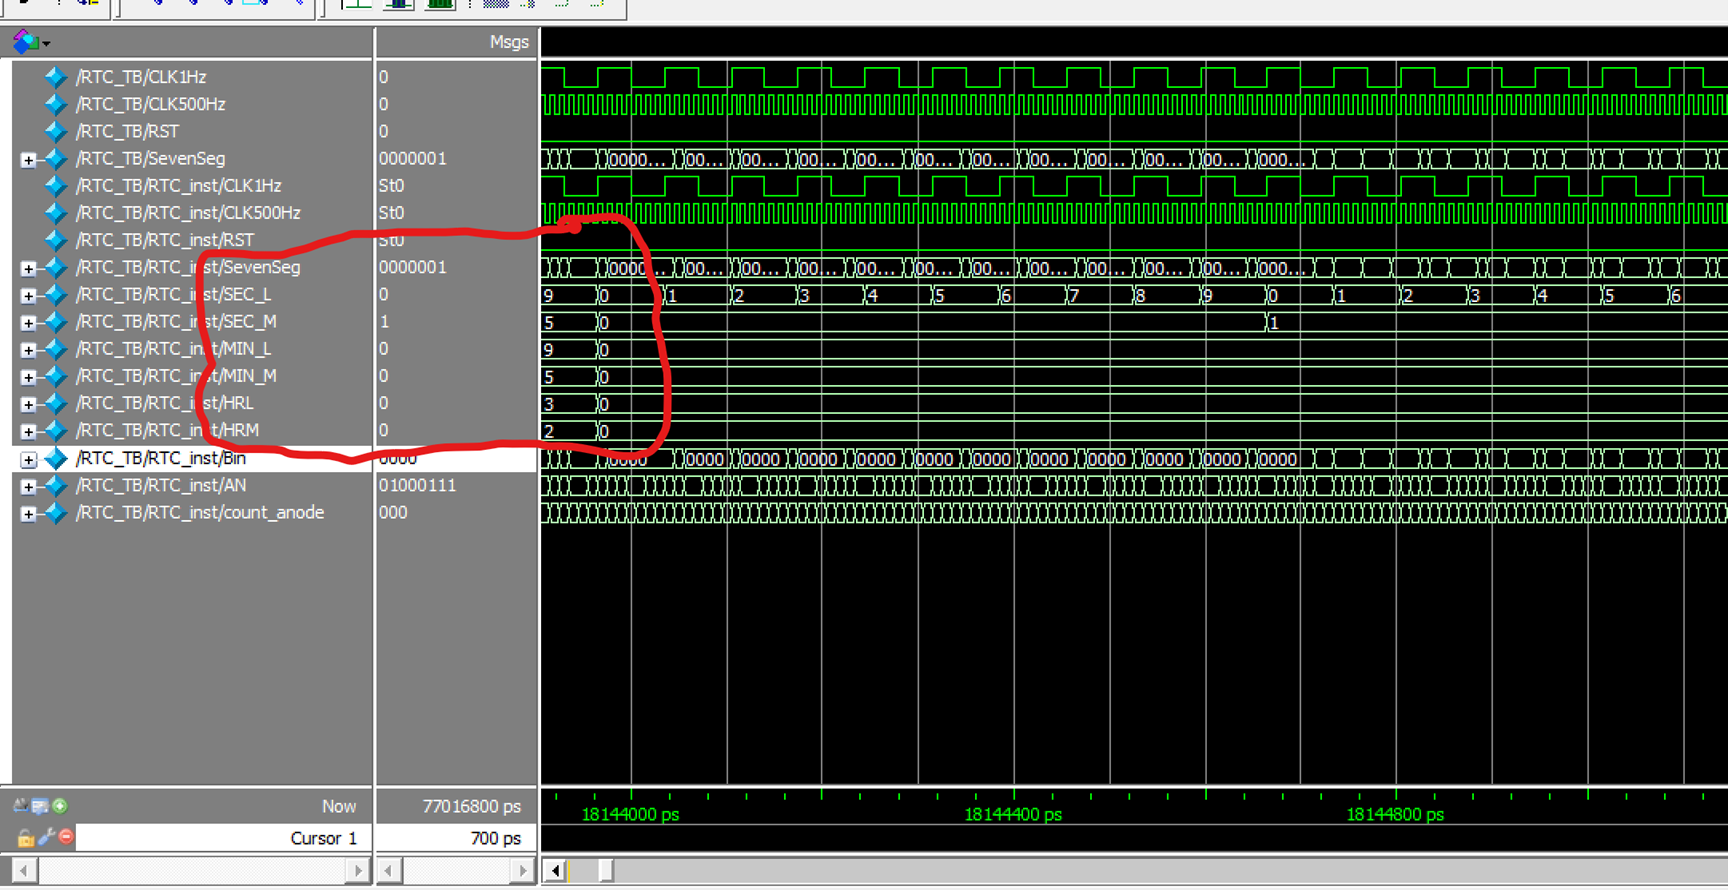 Msgs
/RTC_TB/CLK1Hz 0
/RTC_TB/CLK500Hz 0
/RTC_TB/RST 0
/RTC_TB/SevenSeg 0000001 0000... 00... 00... 00... 00... 00... 00... 00... 00... 00... 00... 000...
/RTC_TB/RTC_inst/CLK1Hz St0
/RTC_TB/RTC_inst/CLK500Hz St0
/RTC_TB/RTC_inst/RST St0
/RTC_TB/RTC_inst/SevenSeg 0000001 0000... 00... 00... 00... 00... 00... 00... 00... 00... 00... 00... 000...
/RTC_TB/RTC_inst/SEC_L 0 9 0 1 2 3 4 5 6 7 8 9 0 1 2 3 4 5 6
/RTC_TB/RTC_inst/SEC_M 1 5 0 1
/RTC_TB/RTC_inst/MIN_L 0 9 0
/RTC_TB/RTC_inst/MIN_M 0 5 0
/RTC_TB/RTC_inst/HRL 0 3 0
/RTC_TB/RTC_inst/HRM 0 2 0
/RTC_TB/RTC_inst/Bin 0000 0000 0000 0000 0000 0000 0000 0000 0000 0000 0000 0000 0000
/RTC_TB/RTC_inst/AN 01000111
/RTC_TB/RTC_inst/count_anode 000
Now 77016800 ps 18144000 ps 18144400 ps 18144800 ps
Cursor 1 700 ps